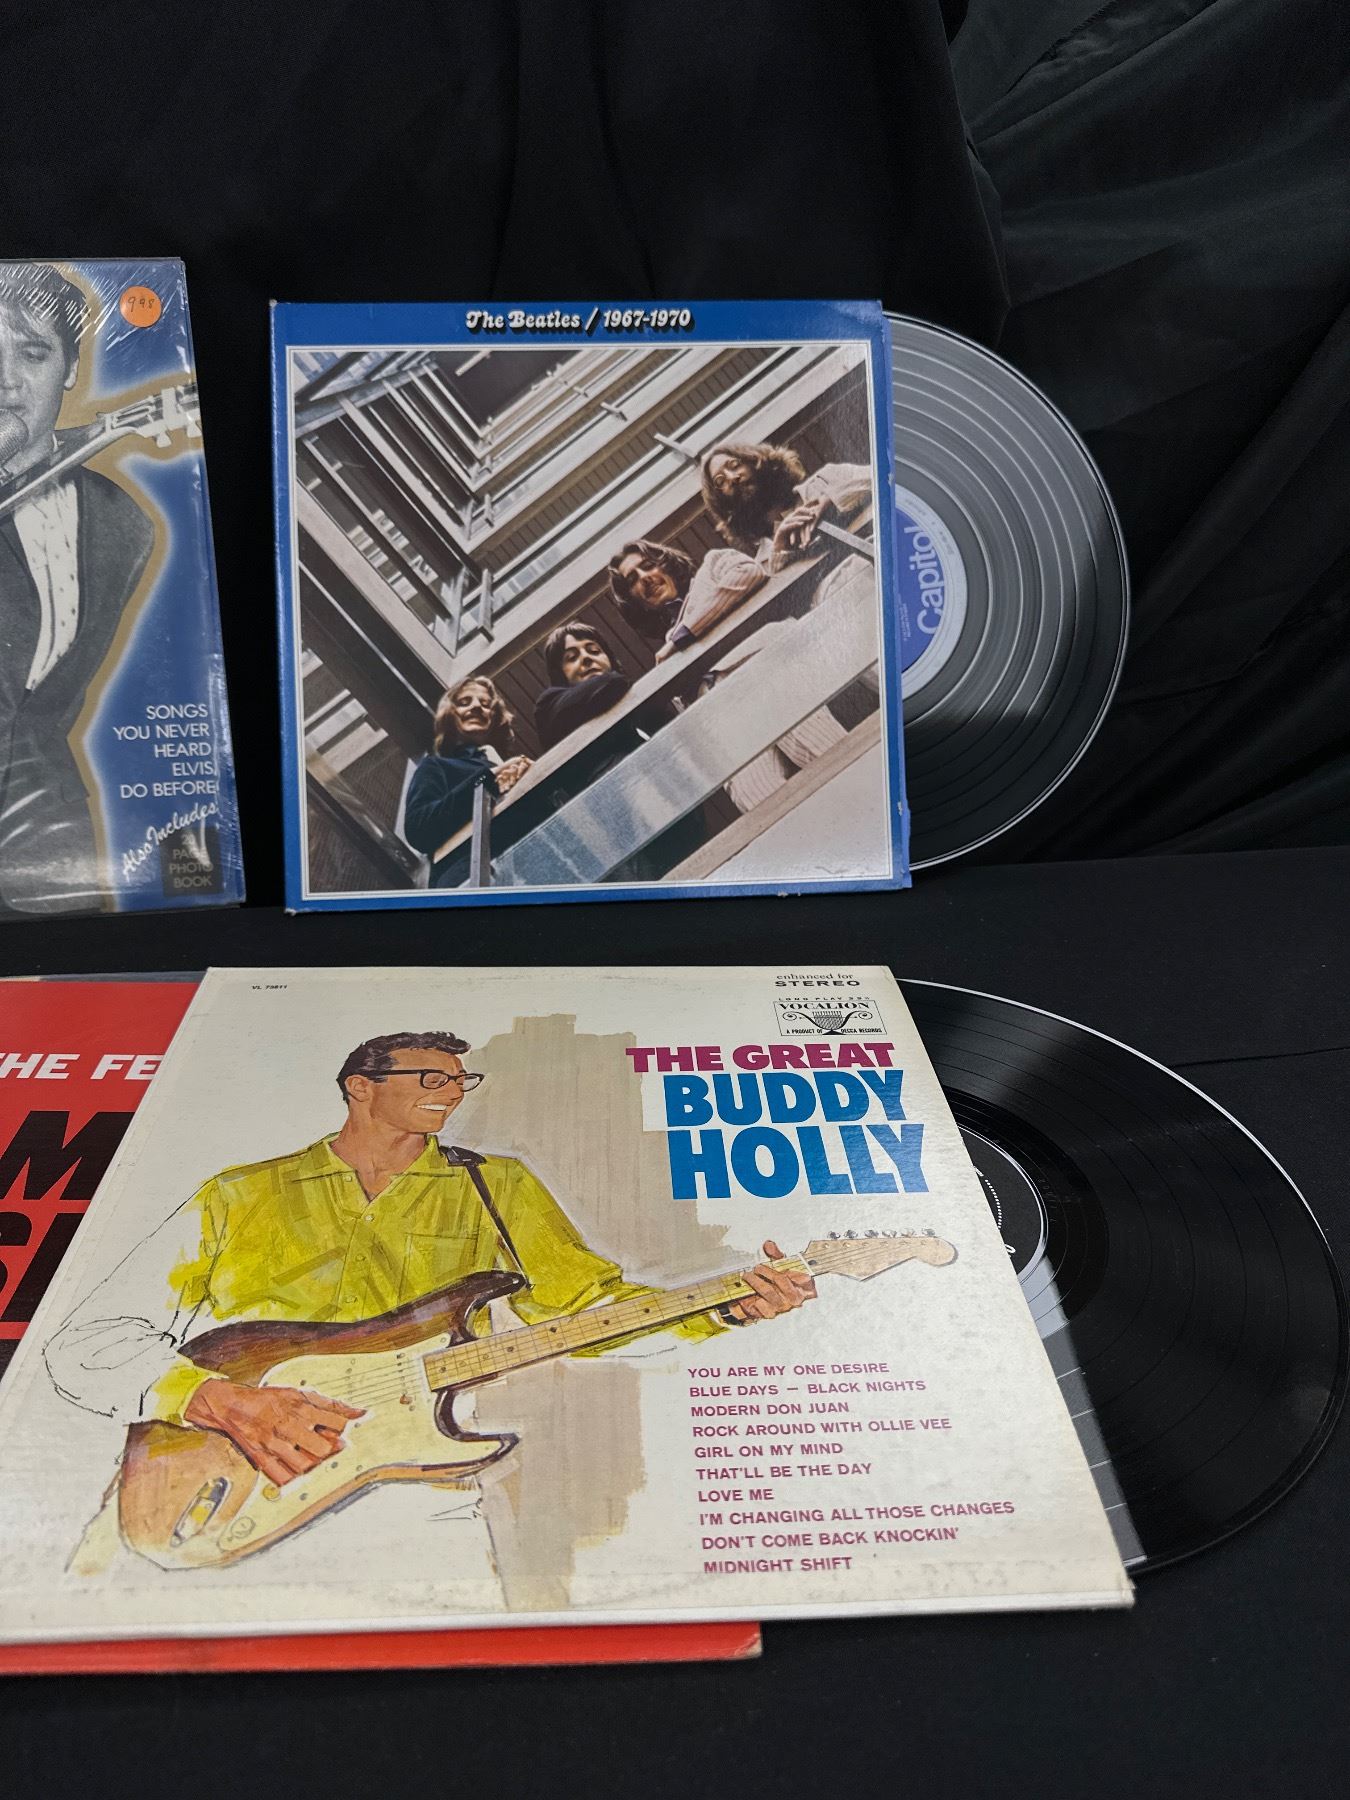 998
SONGS
YOU NEVER
HEARD
ELVIS
DO BEFORE
Also Includes
PHOTO
BOOK
The Beatles / 1967-1970
Capitol
THE FE
VL 73811
enhanced for
STEREO
LONG PLAY 33⅓
VOCALION
A PRODUCT OF DECCA RECORDS
THE GREAT
BUDDY
HOLLY
YOU ARE MY ONE DESIRE
BLUE DAYS — BLACK NIGHTS
MODERN DON JUAN
ROCK AROUND WITH OLLIE VEE
GIRL ON MY MIND
THAT'LL BE THE DAY
LOVE ME
I'M CHANGING ALL THOSE CHANGES
DON'T COME BACK KNOCKIN'
MIDNIGHT SHIFT